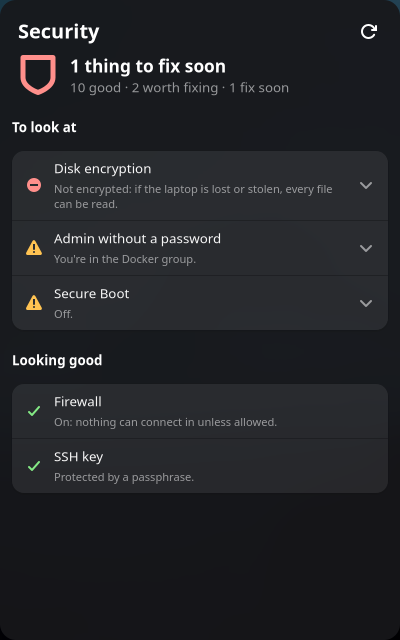 Security
1 thing to fix soon
10 good · 2 worth fixing · 1 fix soon
To look at
Disk encryption
Not encrypted: if the laptop is lost or stolen, every file
can be read.
Admin without a password
You're in the Docker group.
Secure Boot
Off.
Looking good
Firewall
On: nothing can connect in unless allowed.
SSH key
Protected by a passphrase.